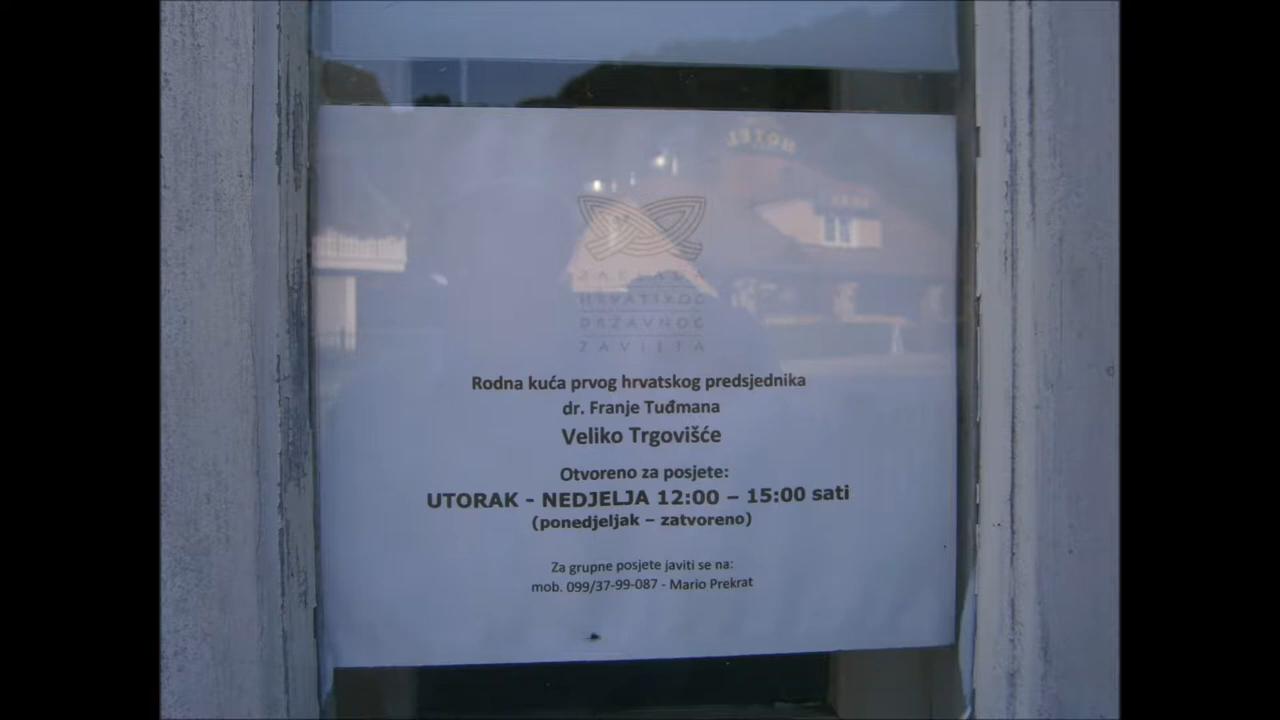 HOTEL
ZAKLADA
HRVATSKOG
DRŽAVNOG
ZAVJETA
Rodna kuća prvog hrvatskog predsjednika
dr. Franje Tuđmana
Veliko Trgovišće
Otvoreno za posjete:
UTORAK - NEDJELJA 12:00 – 15:00 sati
(ponedjeljak – zatvoreno)
Za grupne posjete javiti se na:
mob. 099/37-99-087 - Mario Prekrat